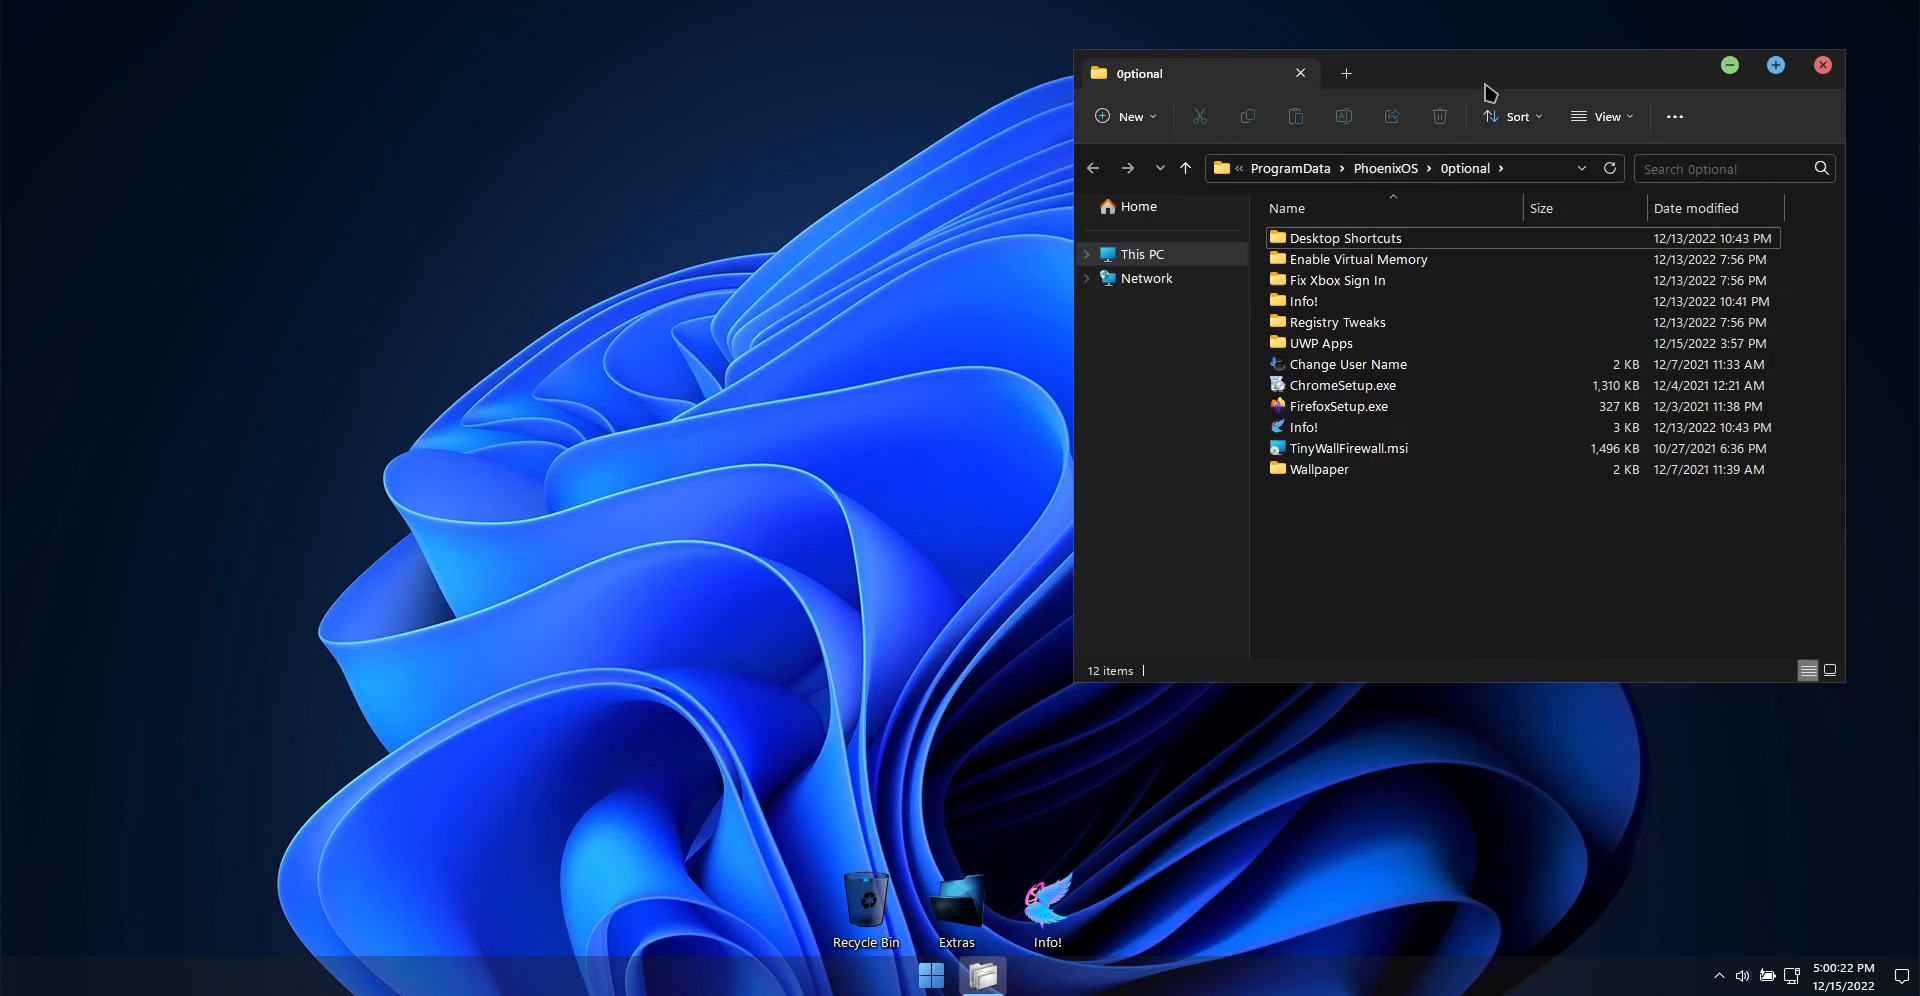 0ptional
New
Sort
View
« ProgramData › PhoenixOS › 0ptional ›
Search 0ptional
Home
This PC
Network
Name Size Date modified
Desktop Shortcuts 12/13/2022 10:43 PM
Enable Virtual Memory 12/13/2022 7:56 PM
Fix Xbox Sign In 12/13/2022 7:56 PM
Info! 12/13/2022 10:41 PM
Registry Tweaks 12/13/2022 7:56 PM
UWP Apps 12/15/2022 3:57 PM
Change User Name 2 KB 12/7/2021 11:33 AM
ChromeSetup.exe 1,310 KB 12/4/2021 12:21 AM
FirefoxSetup.exe 327 KB 12/3/2021 11:38 PM
Info! 3 KB 12/13/2022 10:43 PM
TinyWallFirewall.msi 1,496 KB 10/27/2021 6:36 PM
Wallpaper 2 KB 12/7/2021 11:39 AM
12 items
Recycle Bin
Extras
Info!
5:00:22 PM
12/15/2022